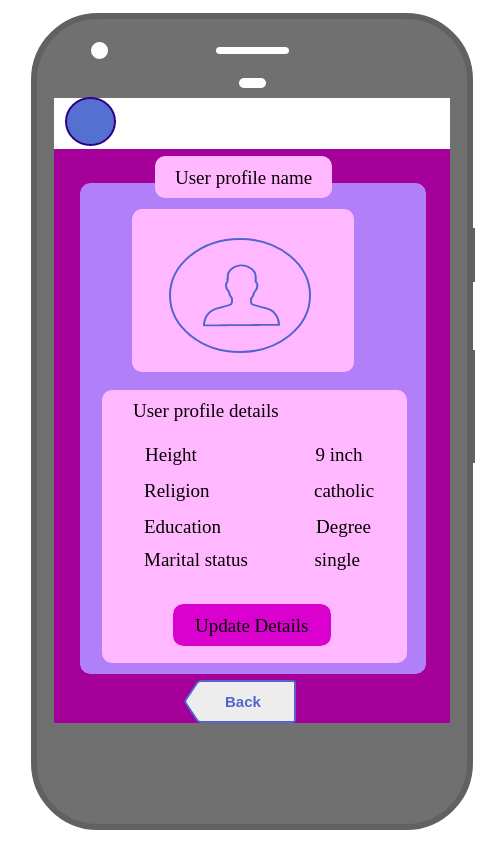 User profile name
User profile details
Height 9 inch
Religion catholic
Education Degree
Marital status single
Update Details
Back